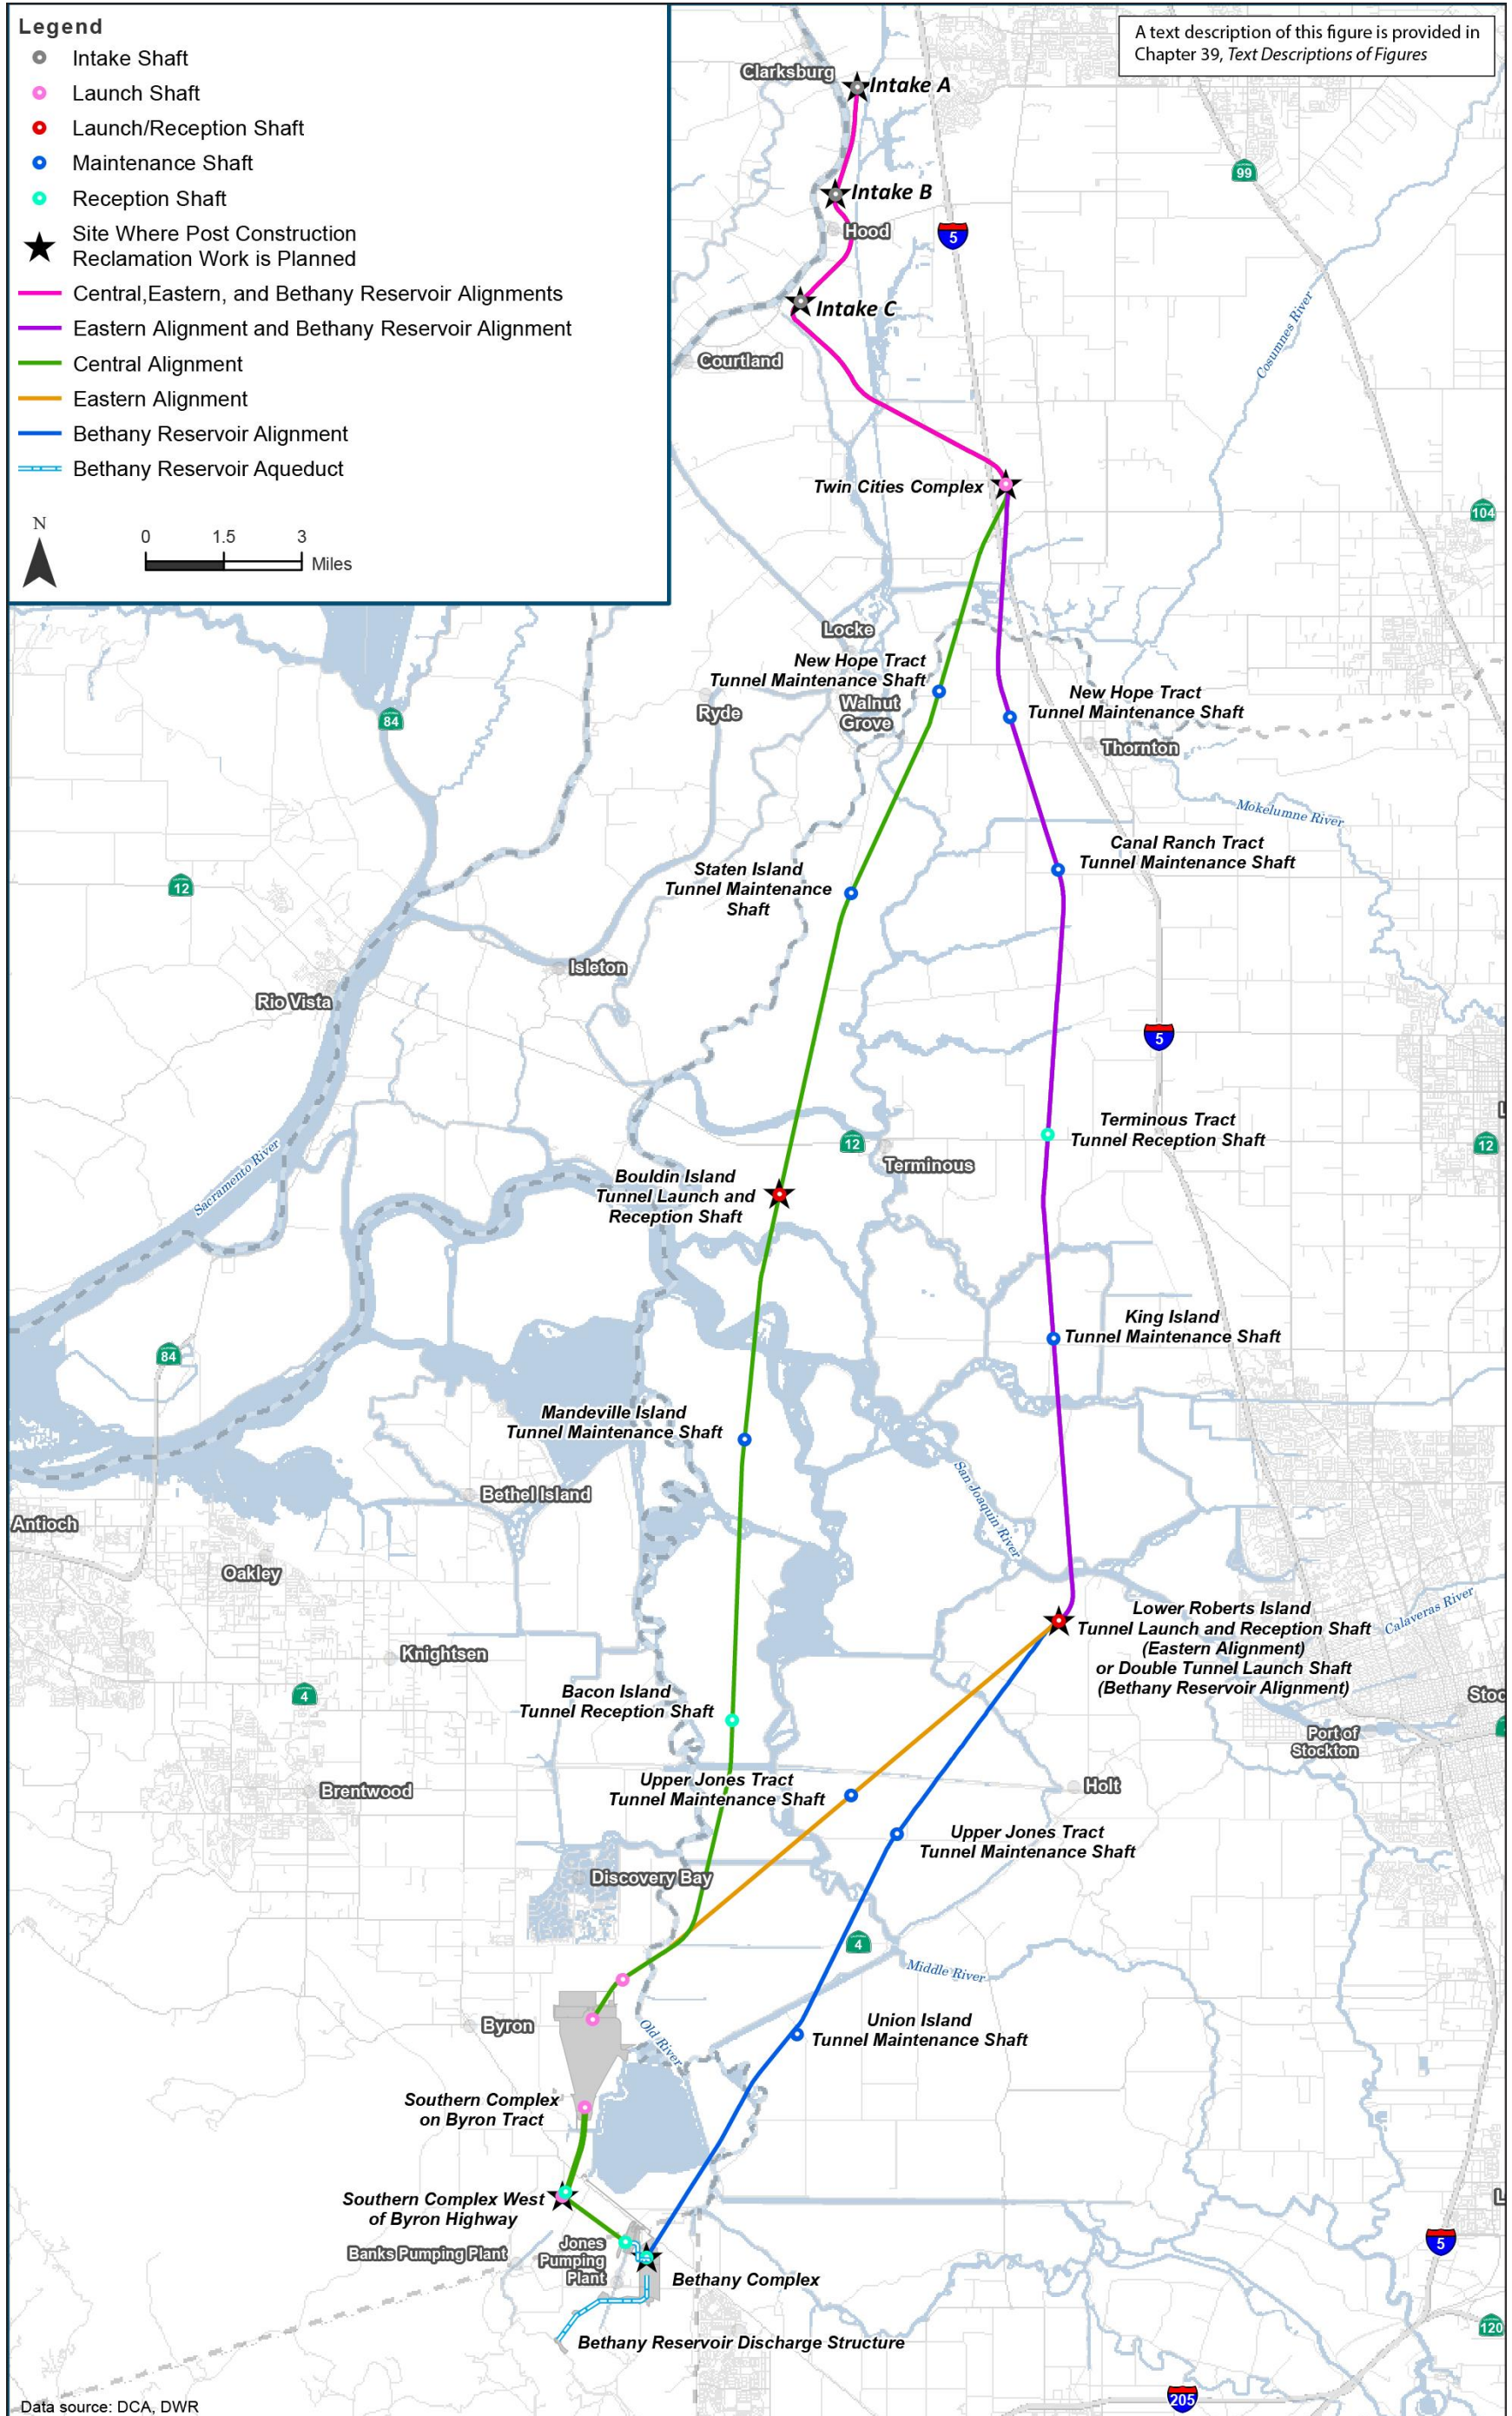 Legend
Intake Shaft
Launch Shaft
Launch/Reception Shaft
Maintenance Shaft
Reception Shaft
Site Where Post Construction
Reclamation Work is Planned
Central,Eastern, and Bethany Reservoir Alignments
Eastern Alignment and Bethany Reservoir Alignment
Central Alignment
Eastern Alignment
Bethany Reservoir Alignment
Bethany Reservoir Aqueduct
N
0 1.5 3
Miles
A text description of this figure is provided in
Chapter 39, Text Descriptions of Figures
Clarksburg
Intake A
99
Intake B
Hood
5
Intake C
Courtland
Cosumnes River
Twin Cities Complex
104
Locke
New Hope Tract
Tunnel Maintenance Shaft
Walnut
Grove
Ryde
84
New Hope Tract
Tunnel Maintenance Shaft
Thornton
Mokelumne River
Canal Ranch Tract
Tunnel Maintenance Shaft
Staten Island
Tunnel Maintenance
Shaft
12
Isleton
Rio Vista
5
Terminous Tract
Tunnel Reception Shaft
12
12
Terminous
L
Sacramento River
Bouldin Island
Tunnel Launch and
Reception Shaft
King Island
Tunnel Maintenance Shaft
84
Mandeville Island
Tunnel Maintenance Shaft
Bethel Island
San Joaquin River
Antioch
Oakley
Lower Roberts Island
Tunnel Launch and Reception Shaft
(Eastern Alignment)
or Double Tunnel Launch Shaft
(Bethany Reservoir Alignment)
Calaveras River
Knightsen
4
Bacon Island
Tunnel Reception Shaft
Stoc
Port of
Stockton
Upper Jones Tract
Tunnel Maintenance Shaft
Holt
Brentwood
Upper Jones Tract
Tunnel Maintenance Shaft
Discovery Bay
4
Middle River
Byron
Old River
Union Island
Tunnel Maintenance Shaft
Southern Complex
on Byron Tract
Southern Complex West
of Byron Highway
L
Banks Pumping Plant
Jones
Pumping
Plant
5
Bethany Complex
120
Bethany Reservoir Discharge Structure
205
Data source: DCA, DWR